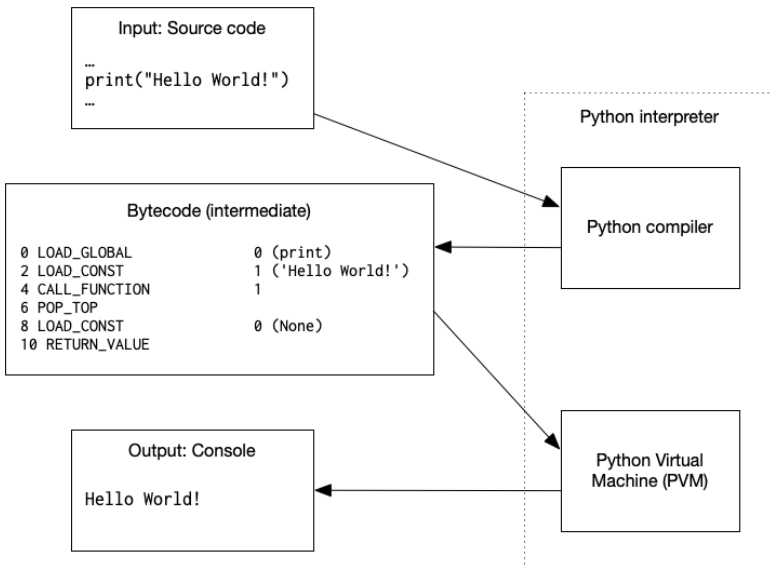 Input: Source code
…
print("Hello World!")
…
Python interpreter
Python compiler
Bytecode (intermediate)
0 LOAD_GLOBAL 0 (print)
2 LOAD_CONST 1 ('Hello World!')
4 CALL_FUNCTION 1
6 POP_TOP
8 LOAD_CONST 0 (None)
10 RETURN_VALUE
Output: Console
Hello World!
Python Virtual
Machine (PVM)